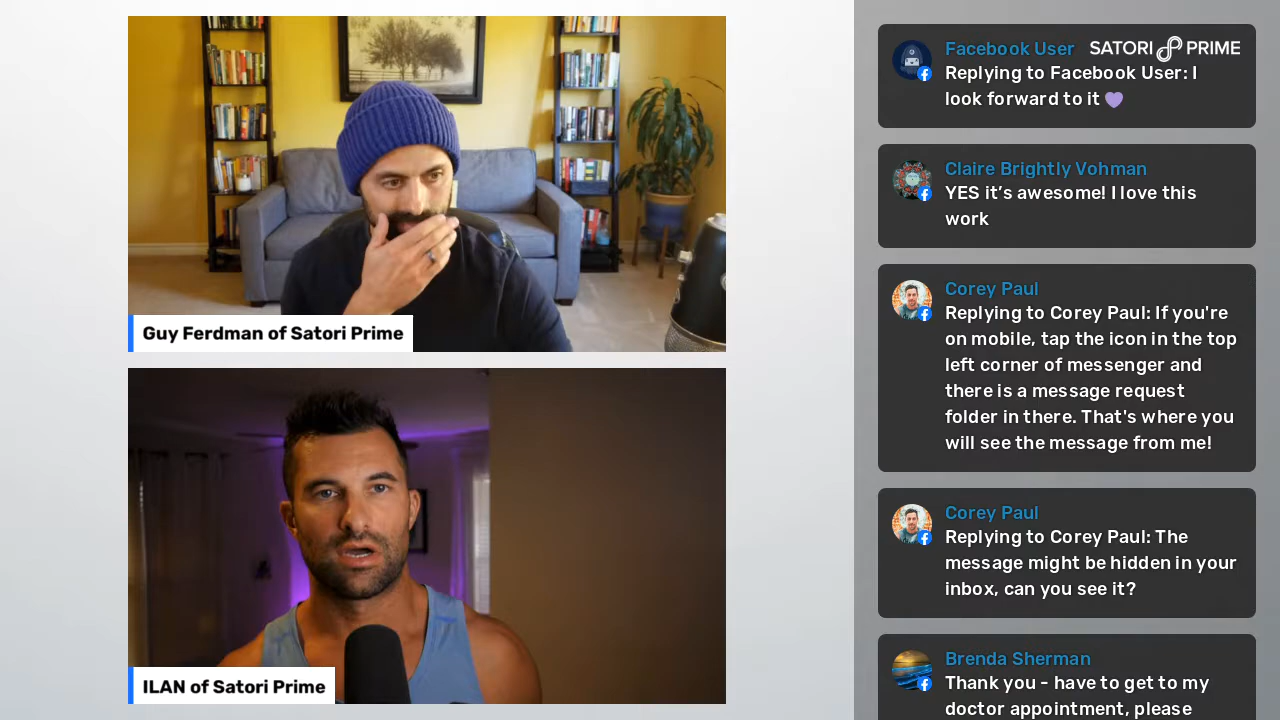 Guy Ferdman of Satori Prime
ILAN of Satori Prime
SATORI PRIME
Facebook User
Replying to Facebook User: I
look forward to it 💜
Claire Brightly Vohman
YES it’s awesome! I love this
work
Corey Paul
Replying to Corey Paul: If you're
on mobile, tap the icon in the top
left corner of messenger and
there is a message request
folder in there. That's where you
will see the message from me!
Corey Paul
Replying to Corey Paul: The
message might be hidden in your
inbox, can you see it?
Brenda Sherman
Thank you - have to get to my
doctor appointment, please